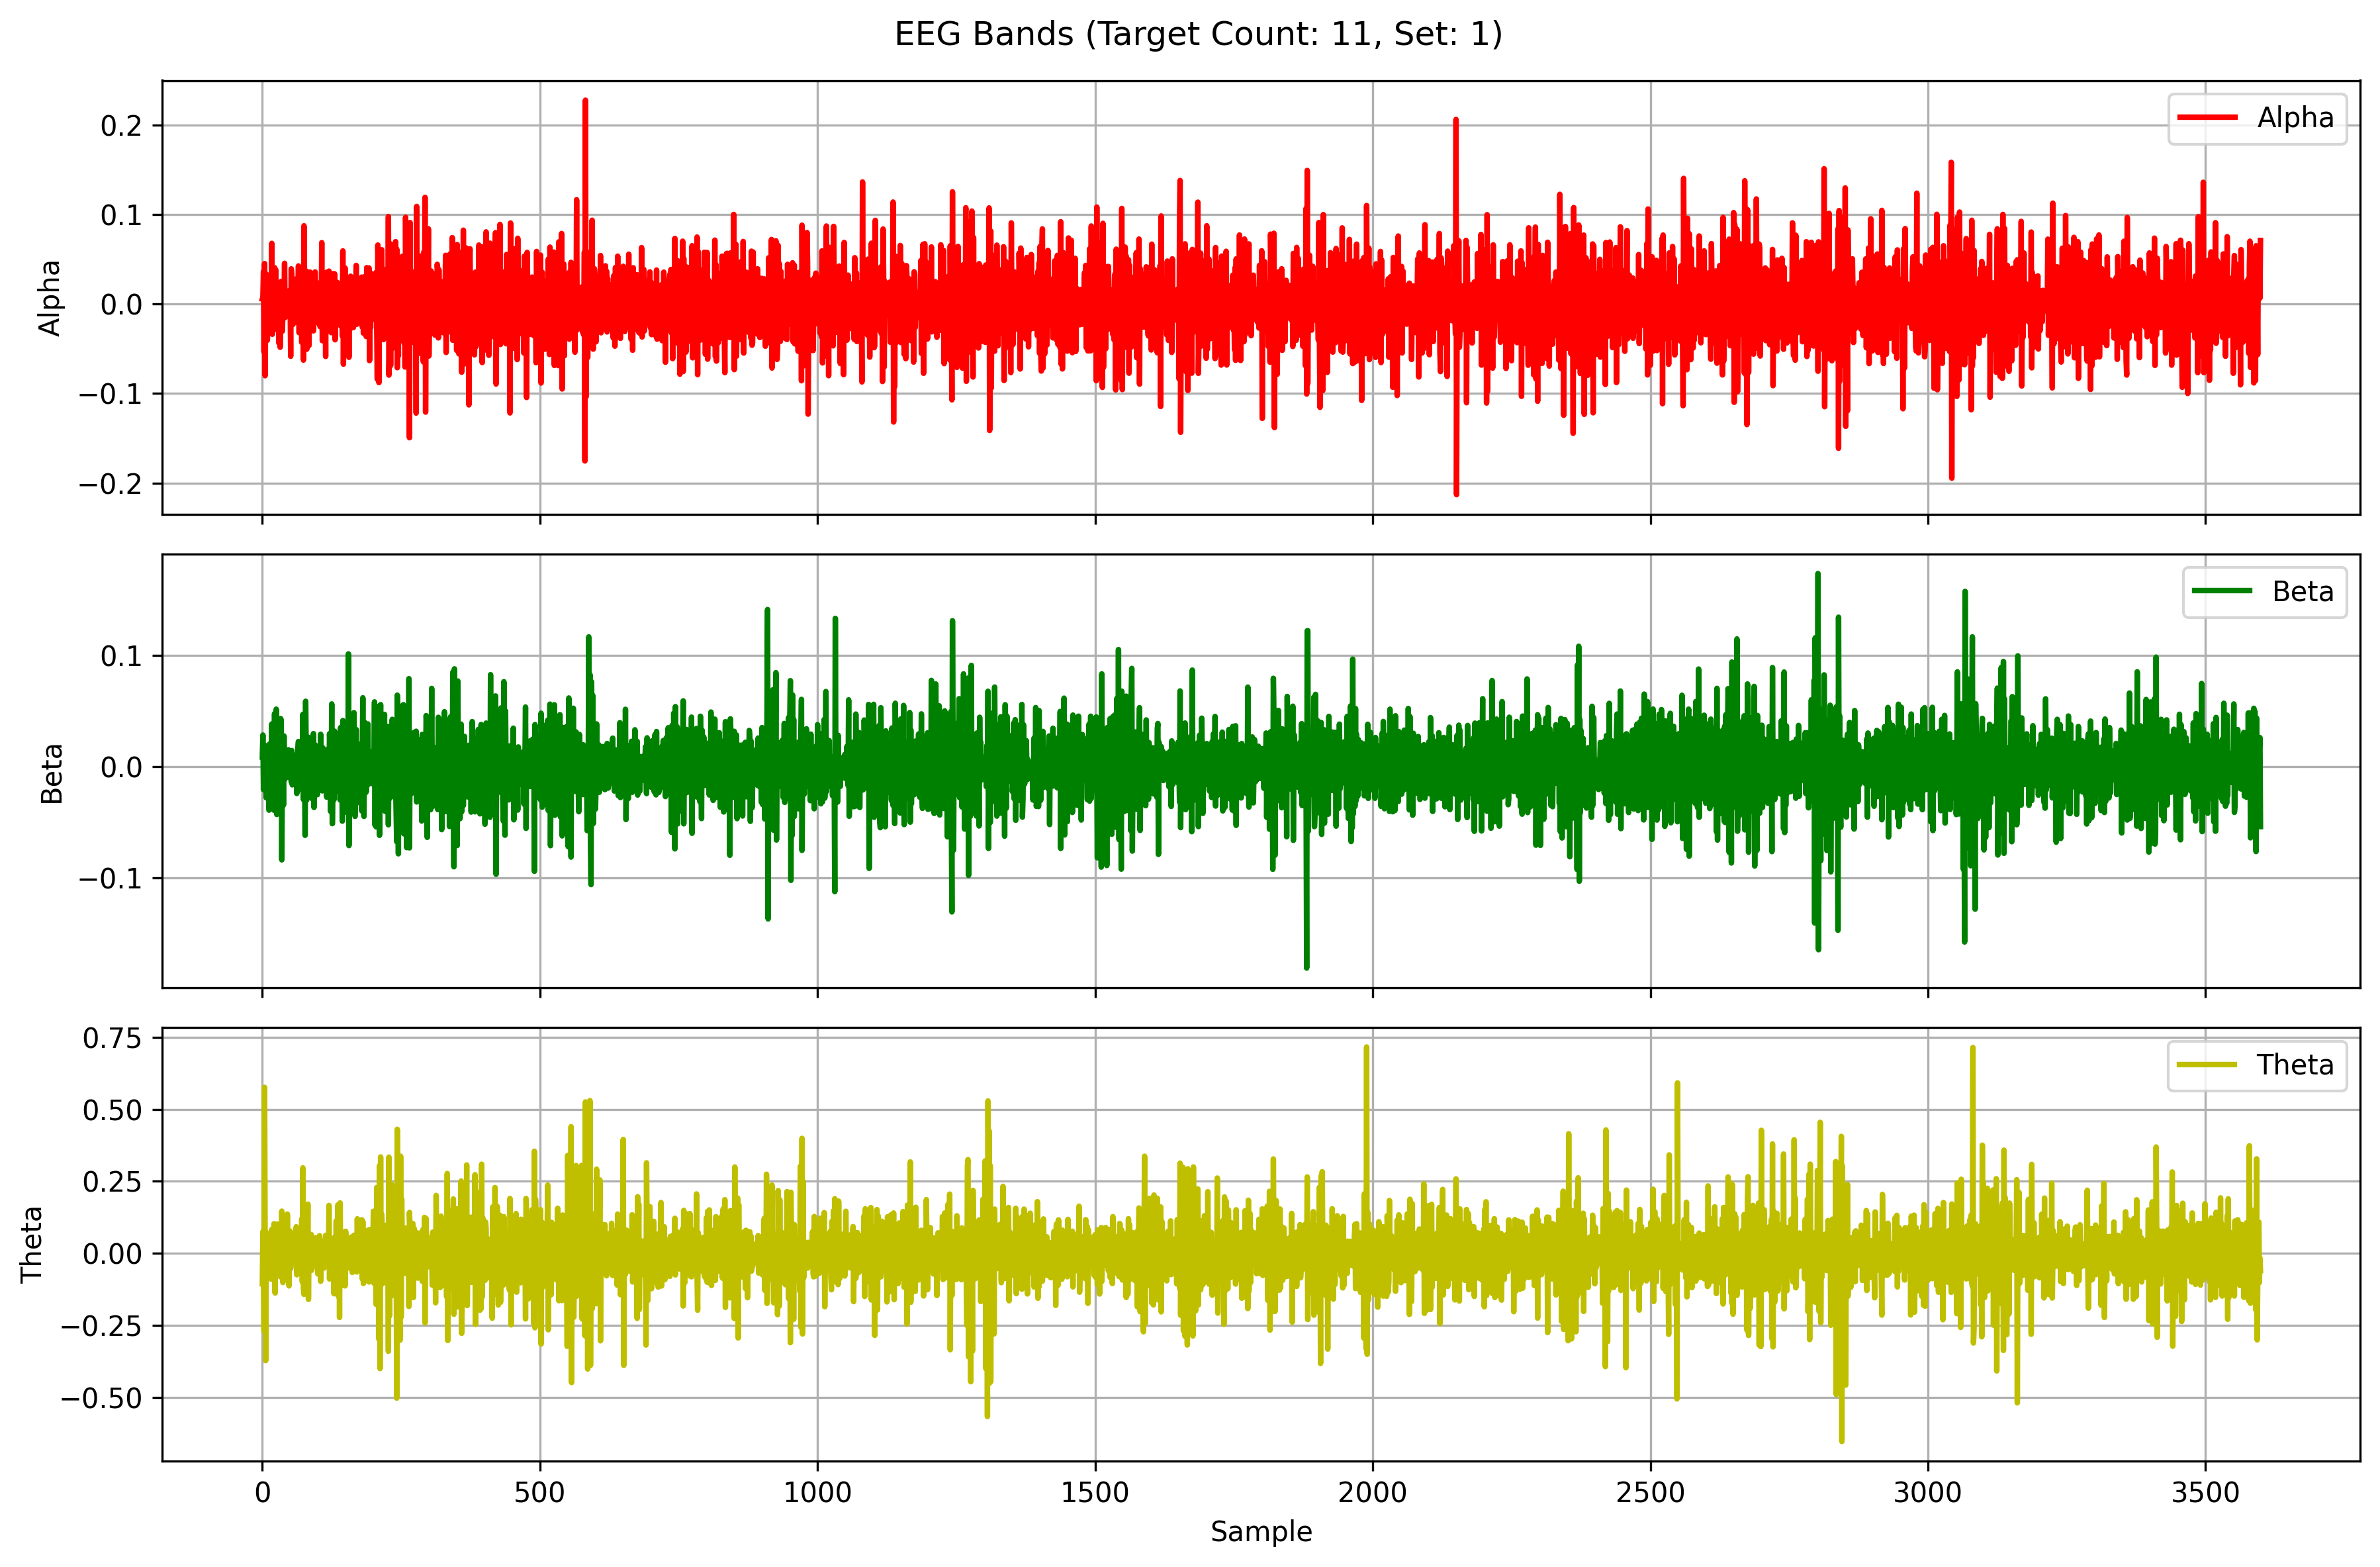 EEG Bands (Target Count: 11, Set: 1)
Alpha
0.2
0.1
0.0
−0.1
−0.2
Alpha
Beta
0.1
0.0
−0.1
Beta
Theta
0.75
0.50
0.25
0.00
−0.25
−0.50
Theta
0 500 1000 1500 2000 2500 3000 3500
Sample